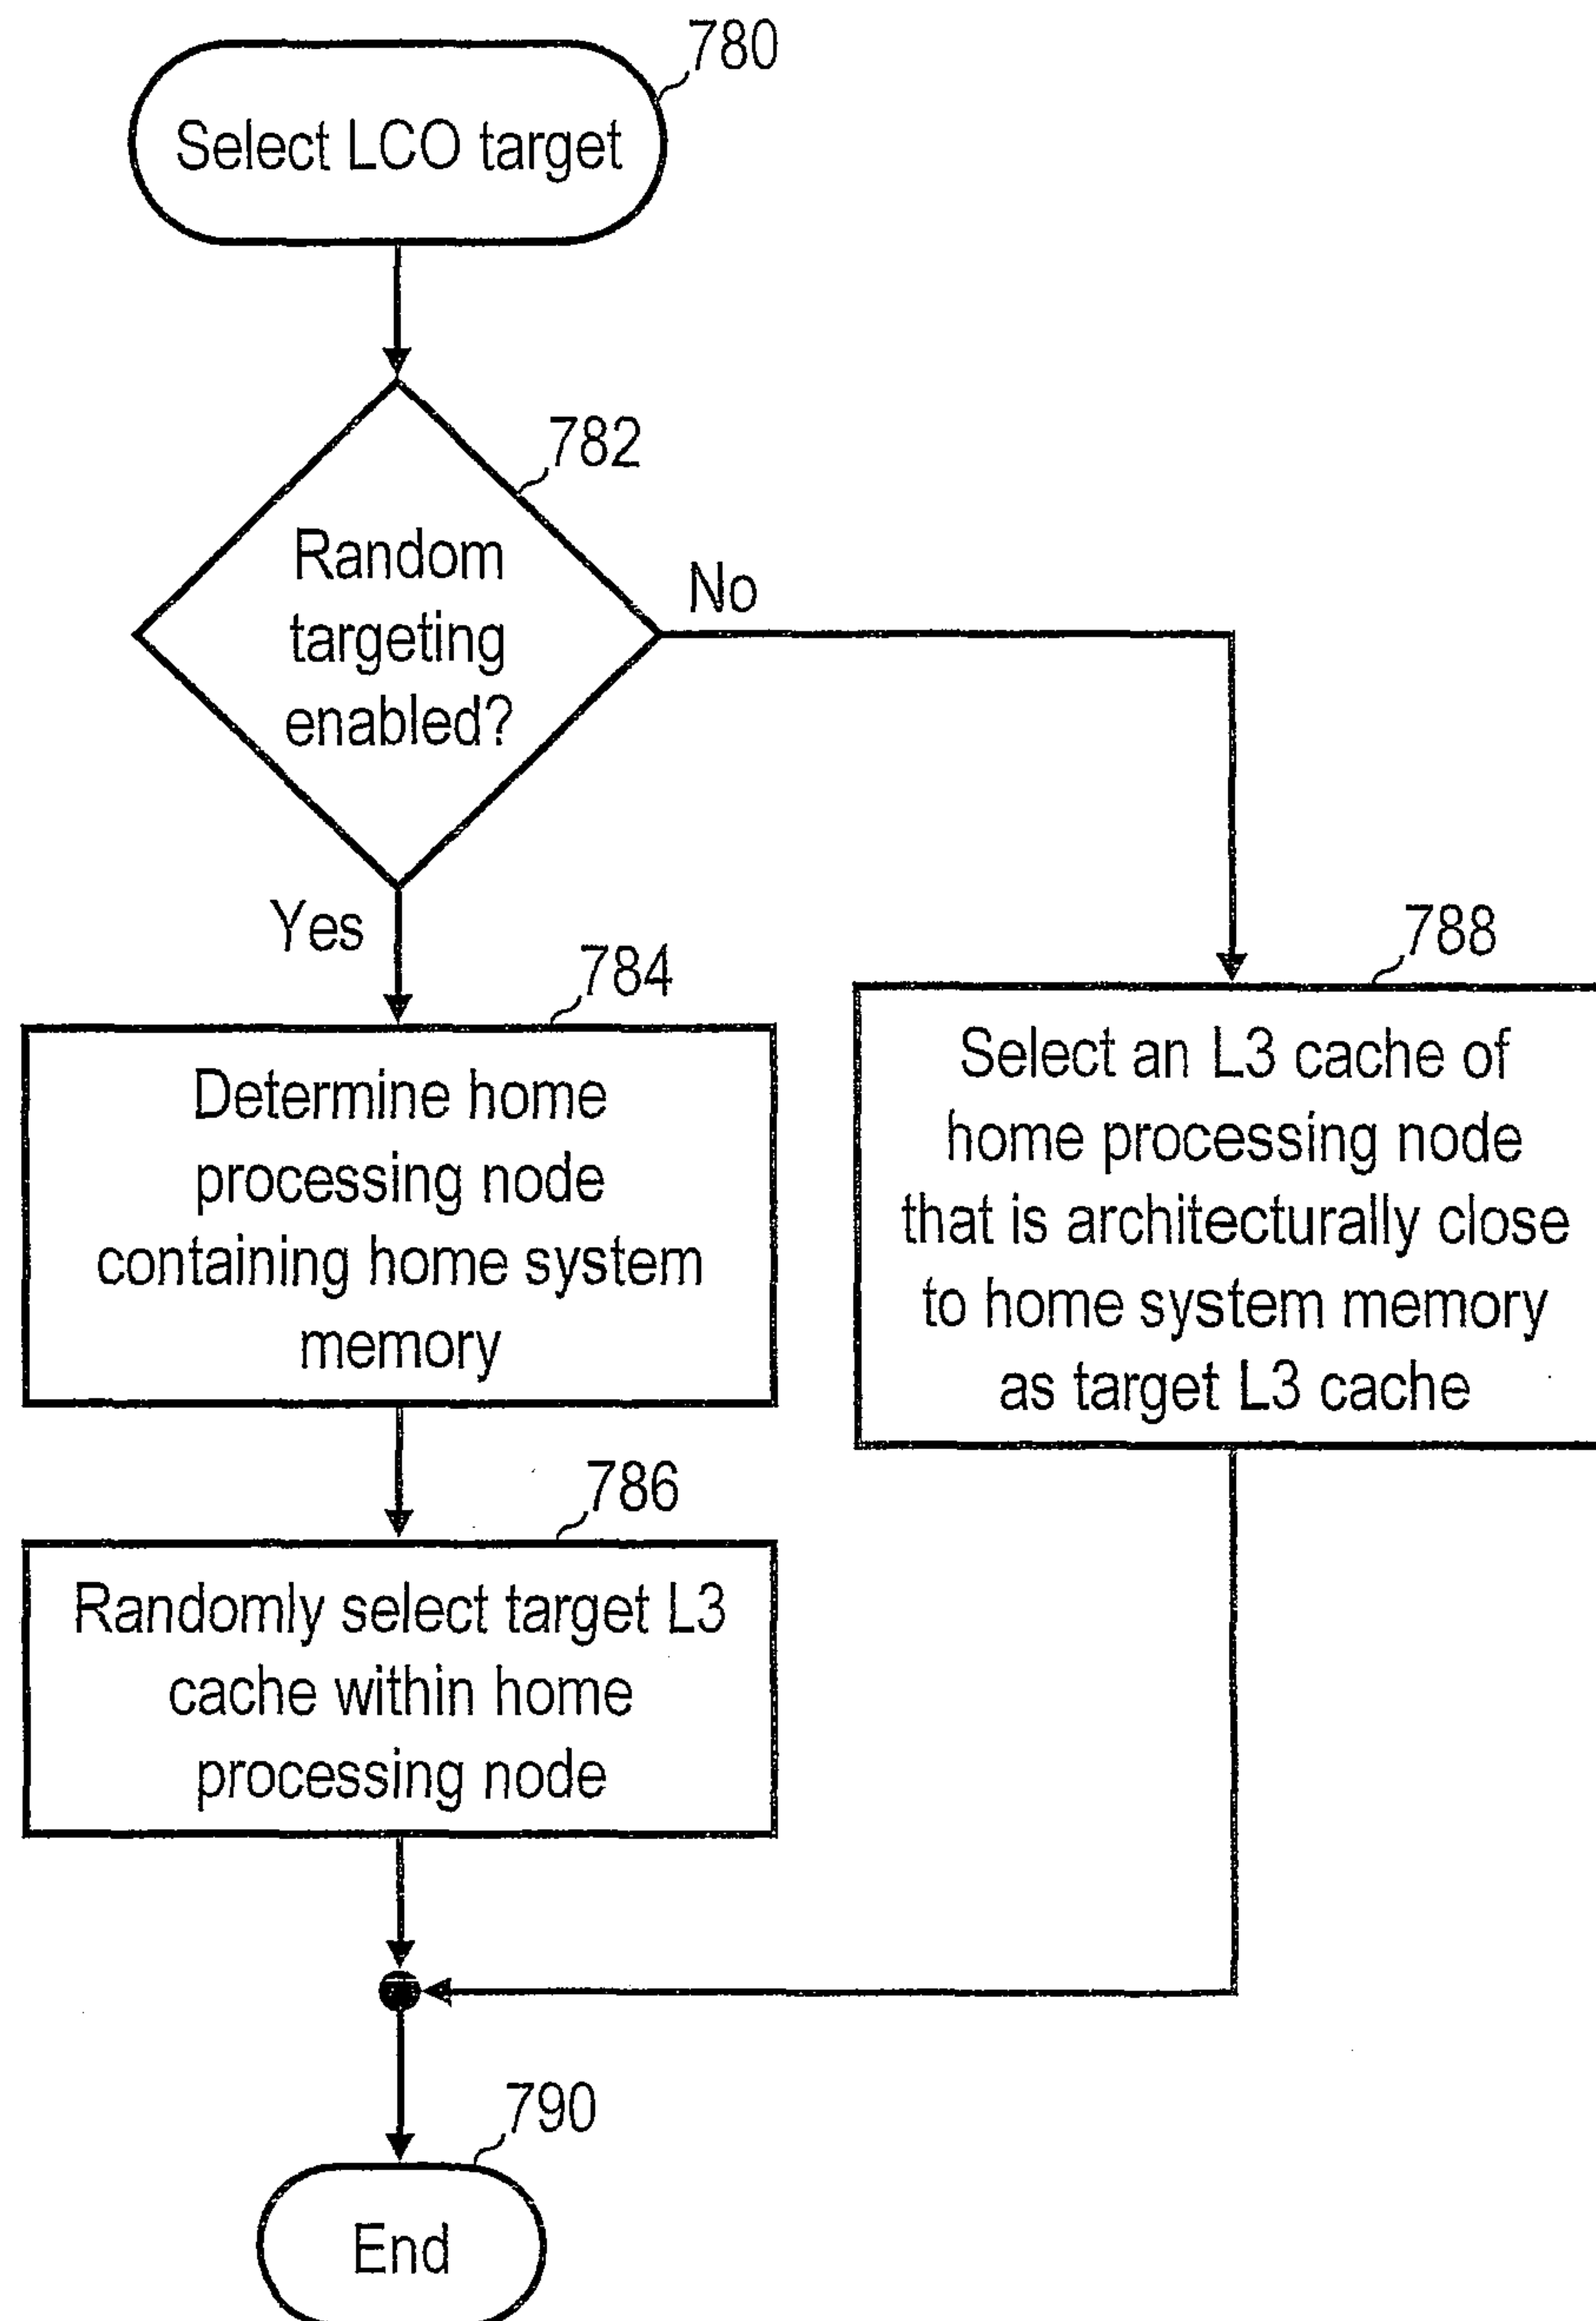 780
Select LCO target
782
Random
targeting
enabled?
No
Yes
784
Determine home
processing node
containing home system
memory
788
Select an L3 cache of
home processing node
that is architecturally close
to home system memory
as target L3 cache
786
Randomly select target L3
cache within home
processing node
790
End